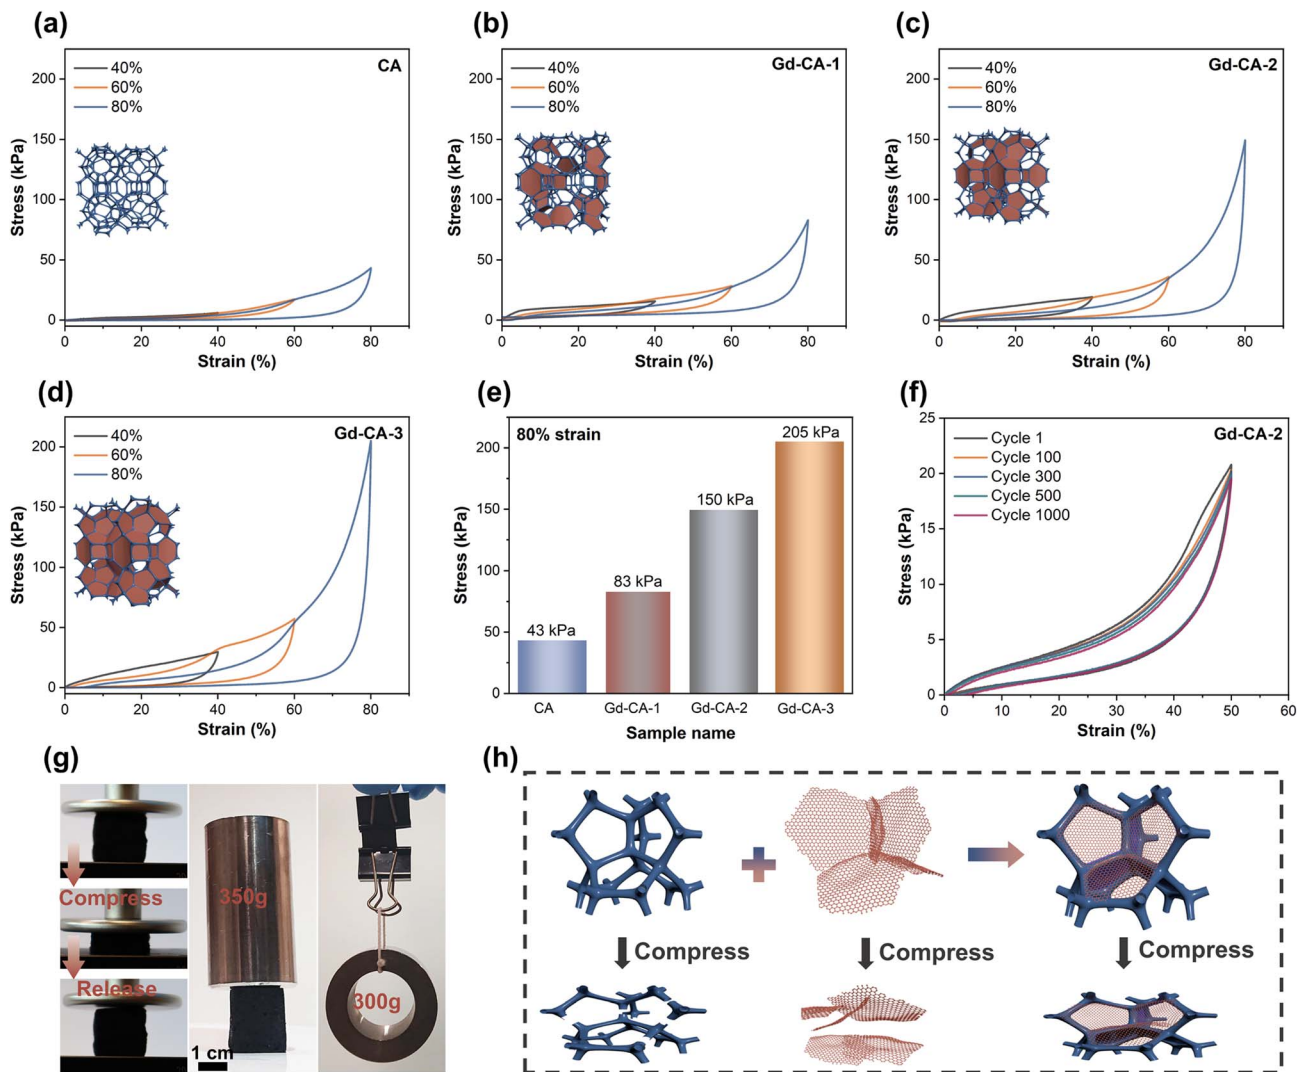 (a)
CA
40%
60%
80%
200
150
100
50
0
Stress (kPa)
0 20 40 60 80
Strain (%)
(b)
Gd-CA-1
40%
60%
80%
200
150
100
50
0
Stress (kPa)
0 20 40 60 80
Strain (%)
(c)
Gd-CA-2
40%
60%
80%
200
150
100
50
0
Stress (kPa)
0 20 40 60 80
Strain (%)
(d)
Gd-CA-3
40%
60%
80%
200
150
100
50
0
Stress (kPa)
0 20 40 60 80
Strain (%)
(e)
80% strain
200
150
100
50
0
Stress (kPa)
43 kPa
83 kPa
150 kPa
205 kPa
CA Gd-CA-1 Gd-CA-2 Gd-CA-3
Sample name
(f)
Gd-CA-2
Cycle 1
Cycle 100
Cycle 300
Cycle 500
Cycle 1000
25
20
15
10
5
0
Stress (kPa)
0 10 20 30 40 50 60
Strain (%)
(g)
Compress
Release
350g
1 cm
300g
(h)
Compress
Compress
Compress